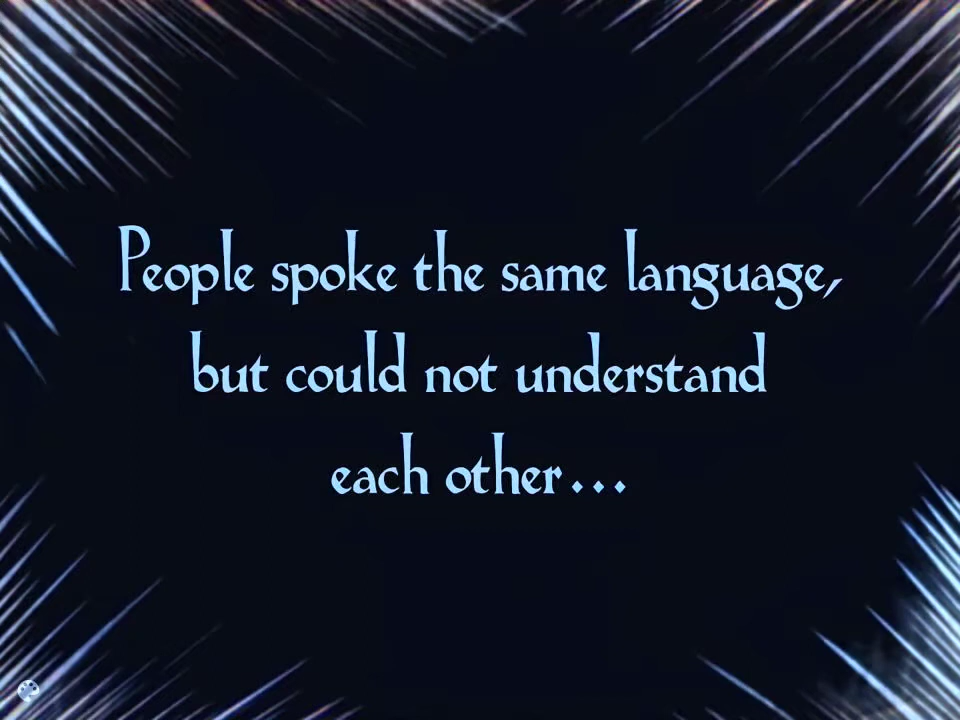 People spoke the same language,
but could not understand
each other...